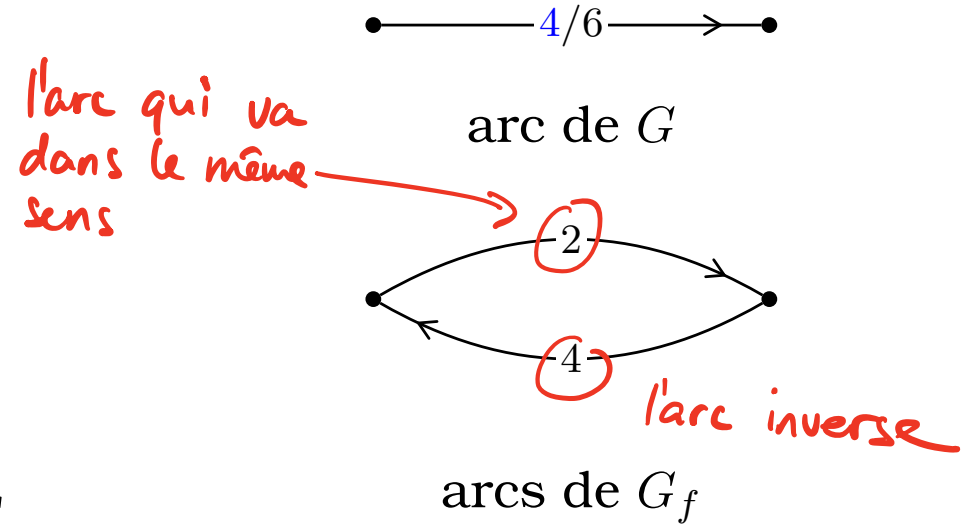 4/6
l'arc qui va
dans le même
sens
arc de G
2
4
l'arc inverse
arcs de G_f